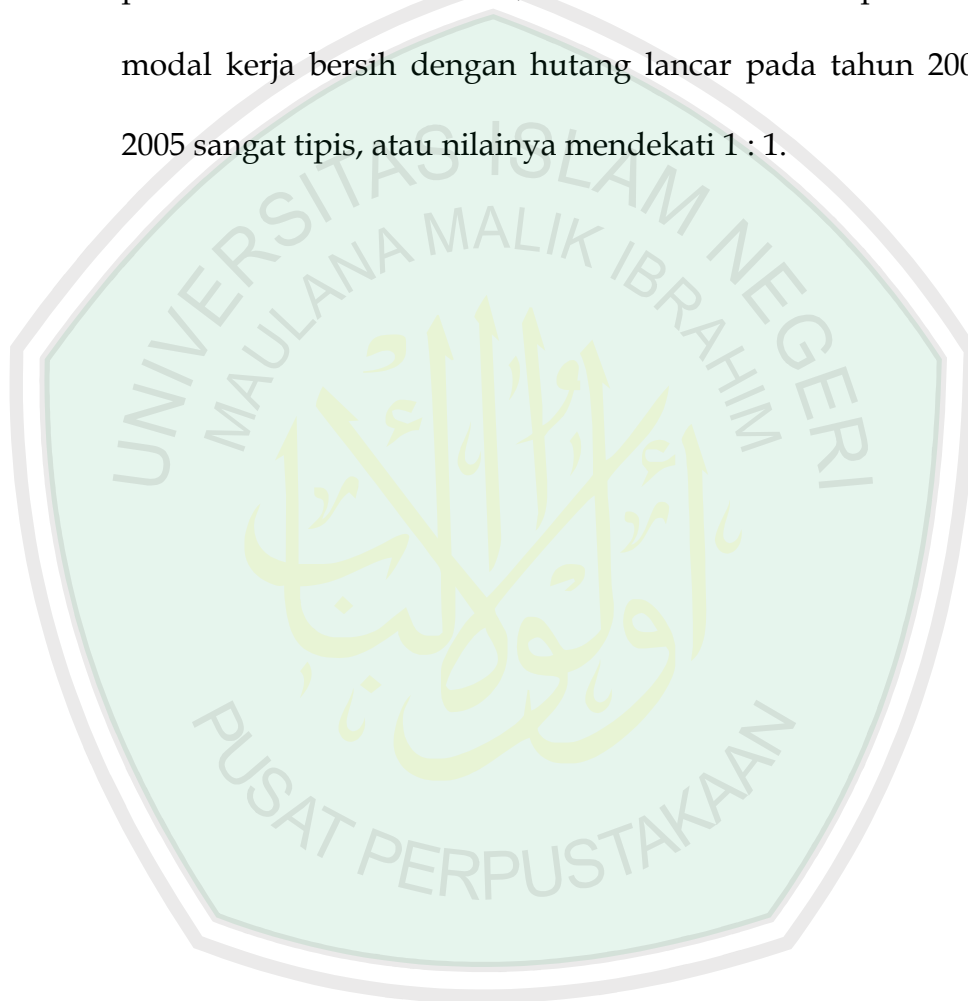 modal kerja bersih dengan hutang lancar pada tahun 200
2005 sangat tipis, atau nilainya mendekati 1 : 1.
UNIVERSITAS ISLAM NEGERI
MAULANA MALIK IBRAHIM
أولوا الألباب
PUSAT PERPUSTAKAAN